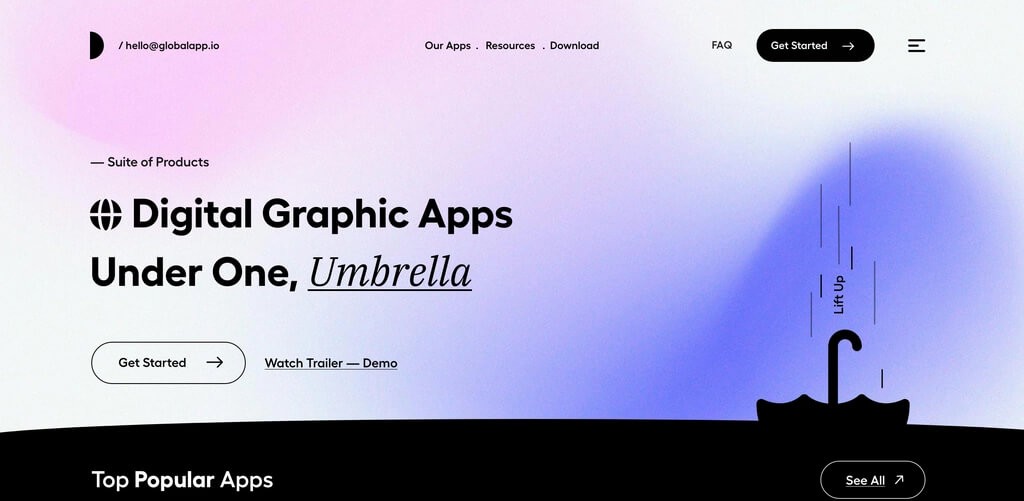 / hello@globalapp.io
Our Apps . Resources . Download
FAQ
Get Started
— Suite of Products
Digital Graphic Apps
Under One, Umbrella
Get Started
Watch Trailer — Demo
Lift Up
Top Popular Apps
See All